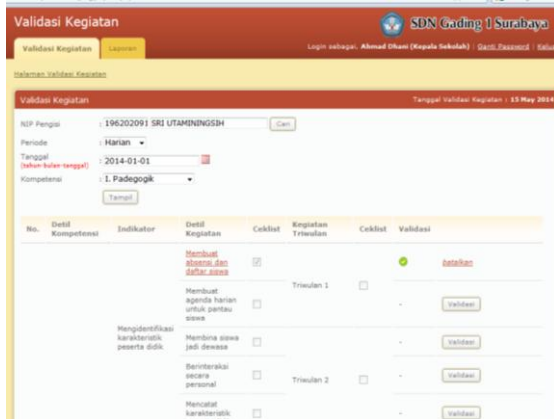 Validasi Kegiatan
SDN Gading 1 Surabaya
Validasi Kegiatan
Laporan
Login sebagai, Ahmad Dhani (Kepala Sekolah) | Ganti Password | Kelua
Halaman Validasi Kegiatan
Validasi Kegiatan
Tanggal Validasi Kegiatan : 15 May 2014
NIP Pengisi : 196202091 SRI UTAMININGSIH Cari
Periode : Harian
Tanggal : 2014-01-01
(tahun-bulan-tanggal)
Kompetensi : I. Padegogik
Tampil
No. Detil Kompetensi Indikator Detil Kegiatan Ceklist Kegiatan Triwulan Ceklist Validasi
Membuat
absensi dan
daftar siswa
batalkan
Triwulan 1
Membuat
agenda harian
untuk pantau
siswa
- Validasi
Mengidentifikasi
karakteristik
peserta didik
Membina siswa
jadi dewasa
- Validasi
Berinteraksi
secara
personal
Triwulan 2
- Validasi
Mencatat
karakteristik
- Validasi